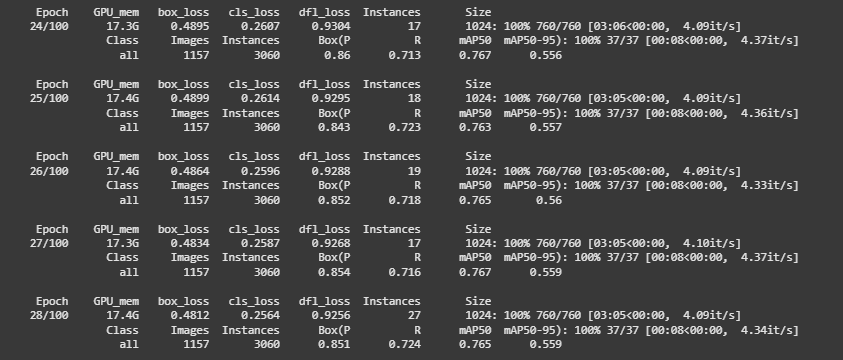 Epoch GPU_mem box_loss cls_loss dfl_loss Instances Size
24/100 17.3G 0.4895 0.2607 0.9304 17 1024: 100% 760/760 [03:06<00:00, 4.09it/s]
Class Images Instances Box(P R mAP50 mAP50-95): 100% 37/37 [00:08<00:00, 4.37it/s]
all 1157 3060 0.86 0.713 0.767 0.556
Epoch GPU_mem box_loss cls_loss dfl_loss Instances Size
25/100 17.4G 0.4899 0.2614 0.9295 18 1024: 100% 760/760 [03:05<00:00, 4.09it/s]
Class Images Instances Box(P R mAP50 mAP50-95): 100% 37/37 [00:08<00:00, 4.36it/s]
all 1157 3060 0.843 0.723 0.763 0.557
Epoch GPU_mem box_loss cls_loss dfl_loss Instances Size
26/100 17.4G 0.4864 0.2596 0.9288 19 1024: 100% 760/760 [03:05<00:00, 4.09it/s]
Class Images Instances Box(P R mAP50 mAP50-95): 100% 37/37 [00:08<00:00, 4.33it/s]
all 1157 3060 0.852 0.718 0.765 0.56
Epoch GPU_mem box_loss cls_loss dfl_loss Instances Size
27/100 17.3G 0.4834 0.2587 0.9268 17 1024: 100% 760/760 [03:05<00:00, 4.10it/s]
Class Images Instances Box(P R mAP50 mAP50-95): 100% 37/37 [00:08<00:00, 4.37it/s]
all 1157 3060 0.854 0.716 0.767 0.559
Epoch GPU_mem box_loss cls_loss dfl_loss Instances Size
28/100 17.4G 0.4812 0.2564 0.9256 27 1024: 100% 760/760 [03:05<00:00, 4.09it/s]
Class Images Instances Box(P R mAP50 mAP50-95): 100% 37/37 [00:08<00:00, 4.34it/s]
all 1157 3060 0.851 0.724 0.765 0.559